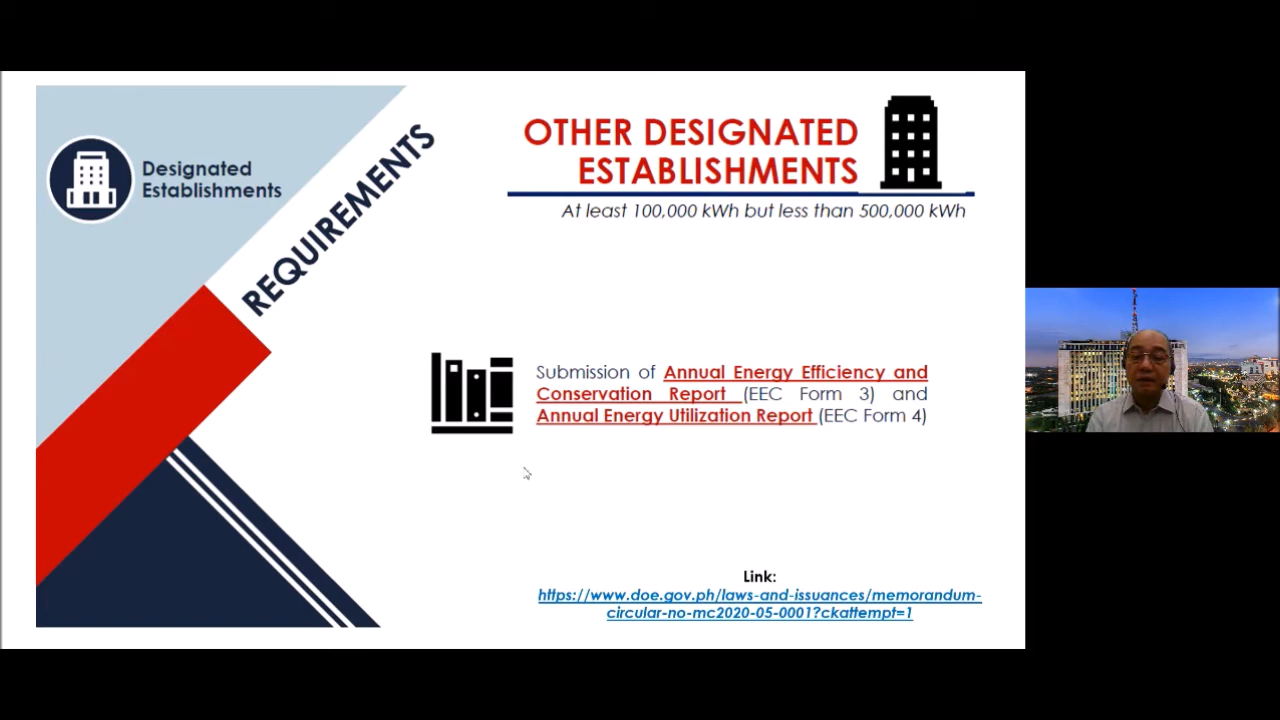 Designated
Establishments
REQUIREMENTS
OTHER DESIGNATED
ESTABLISHMENTS
At least 100,000 kWh but less than 500,000 kWh
Submission of Annual Energy Efficiency and
Conservation Report (EEC Form 3) and
Annual Energy Utilization Report (EEC Form 4)
Link:
https://www.doe.gov.ph/laws-and-issuances/memorandum-
circular-no-mc2020-05-0001?ckattempt=1